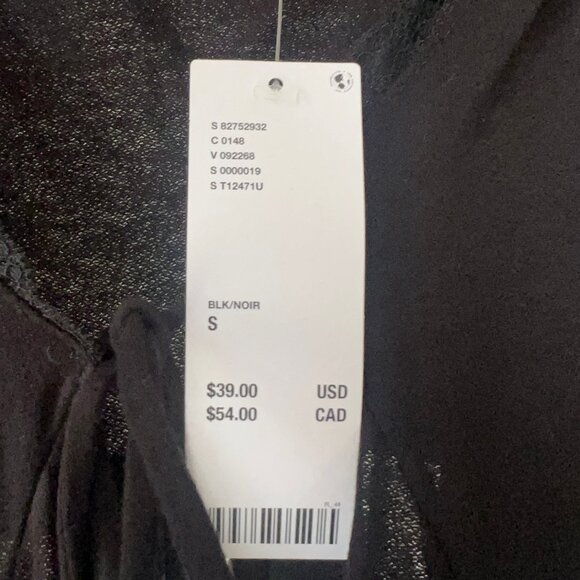 S 82752932
C 0148
V 092268
S 0000019
S T12471U
BLK/NOIR
S
$39.00 USD
$54.00 CAD